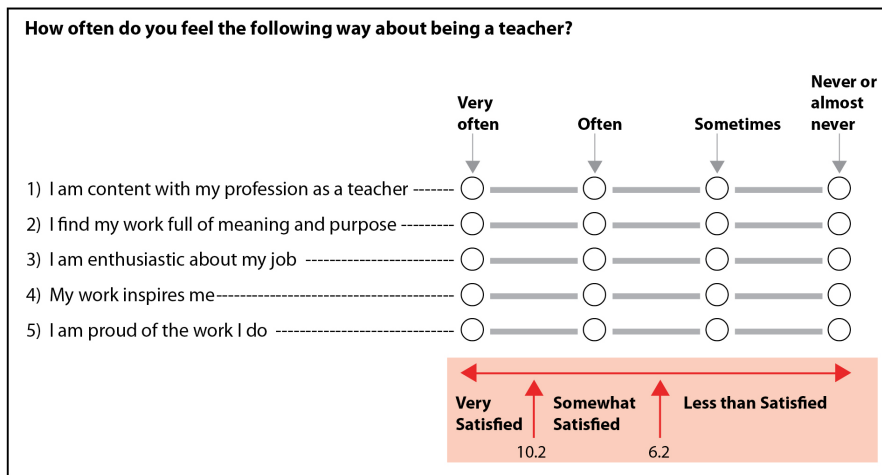 How often do you feel the following way about being a teacher?
Very often
Often
Sometimes
Never or almost never
1) I am content with my profession as a teacher
2) I find my work full of meaning and purpose
3) I am enthusiastic about my job
4) My work inspires me
5) I am proud of the work I do
Very Satisfied
Somewhat Satisfied
Less than Satisfied
10.2
6.2